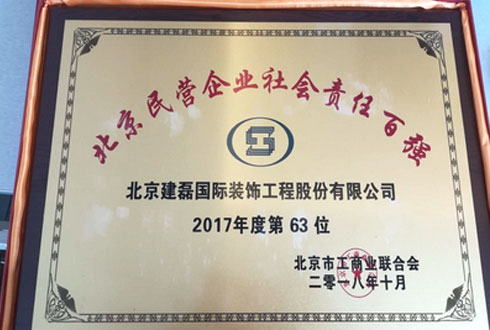 北京民营企业社会责任百强
北京建磊国际装饰工程股份有限公司
2017年度第 63 位
北京市工商业联合会
二零一八年十月